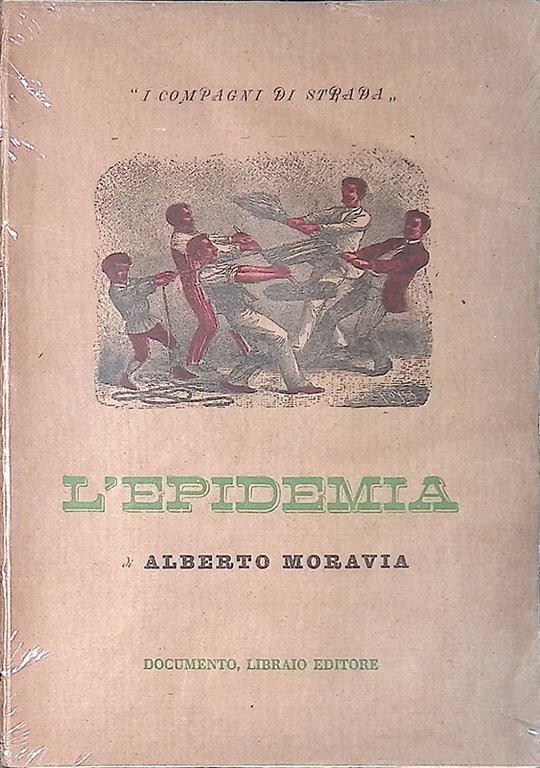 “ I COMPAGNI DI STRADA „
L'EPIDEMIA
di ALBERTO MORAVIA
DOCUMENTO, LIBRAIO EDITORE